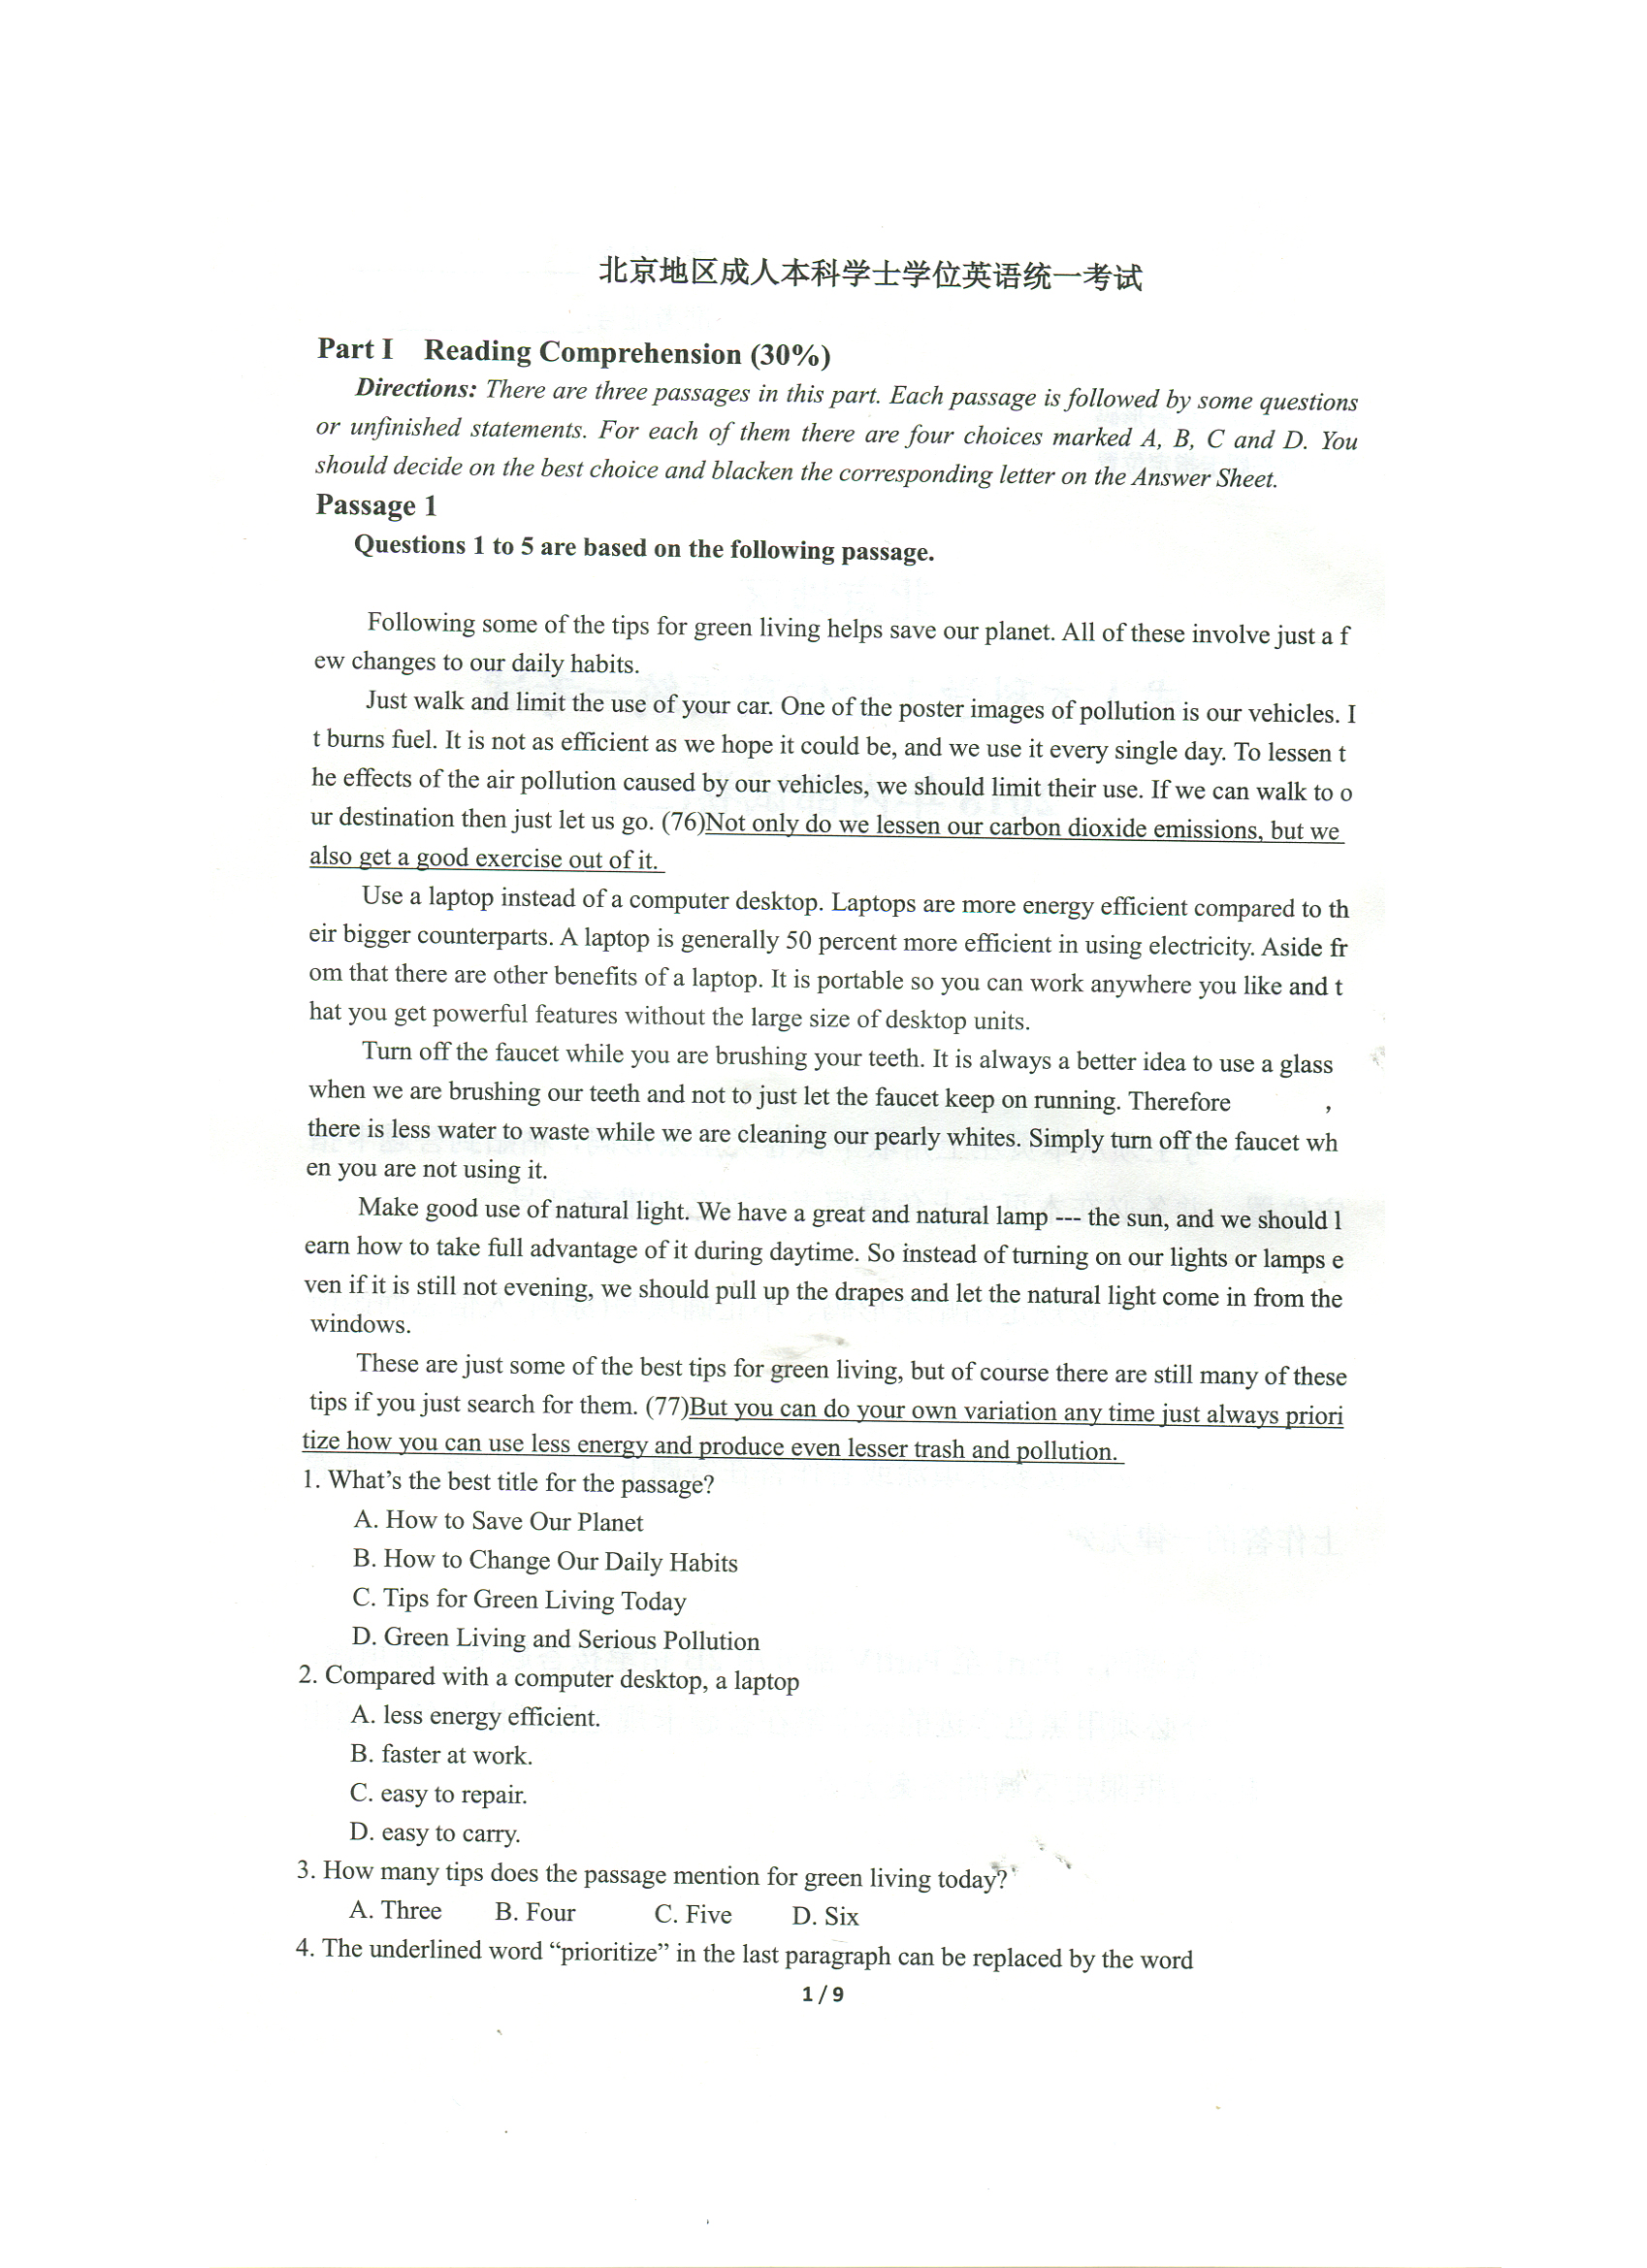 北京地区成人本科学士学位英语统一考试
Part I Reading Comprehension (30%)
Directions: There are three passages in this part. Each passage is followed by some questions
or unfinished statements. For each of them there are four choices marked A, B, C and D. You
should decide on the best choice and blacken the corresponding letter on the Answer Sheet.
Passage 1
Questions 1 to 5 are based on the following passage.
Following some of the tips for green living helps save our planet. All of these involve just a f
ew changes to our daily habits.
Just walk and limit the use of your car. One of the poster images of pollution is our vehicles. I
t burns fuel. It is not as efficient as we hope it could be, and we use it every single day. To lessen t
he effects of the air pollution caused by our vehicles, we should limit their use. If we can walk to o
ur destination then just let us go. (76)Not only do we lessen our carbon dioxide emissions, but we
also get a good exercise out of it.
Use a laptop instead of a computer desktop. Laptops are more energy efficient compared to th
eir bigger counterparts. A laptop is generally 50 percent more efficient in using electricity. Aside fr
om that there are other benefits of a laptop. It is portable so you can work anywhere you like and t
hat you get powerful features without the large size of desktop units.
Turn off the faucet while you are brushing your teeth. It is always a better idea to use a glass
when we are brushing our teeth and not to just let the faucet keep on running. Therefore ,
there is less water to waste while we are cleaning our pearly whites. Simply turn off the faucet wh
en you are not using it.
Make good use of natural light. We have a great and natural lamp --- the sun, and we should l
earn how to take full advantage of it during daytime. So instead of turning on our lights or lamps e
ven if it is still not evening, we should pull up the drapes and let the natural light come in from the
windows.
These are just some of the best tips for green living, but of course there are still many of these
tips if you just search for them. (77)But you can do your own variation any time just always priori
tize how you can use less energy and produce even lesser trash and pollution.
1. What's the best title for the passage?
A. How to Save Our Planet
B. How to Change Our Daily Habits
C. Tips for Green Living Today
D. Green Living and Serious Pollution
2. Compared with a computer desktop, a laptop
A. less energy efficient.
B. faster at work.
C. easy to repair.
D. easy to carry.
3. How many tips does the passage mention for green living today?
A. Three B. Four C. Five D. Six
4. The underlined word “prioritize” in the last paragraph can be replaced by the word
1 / 9